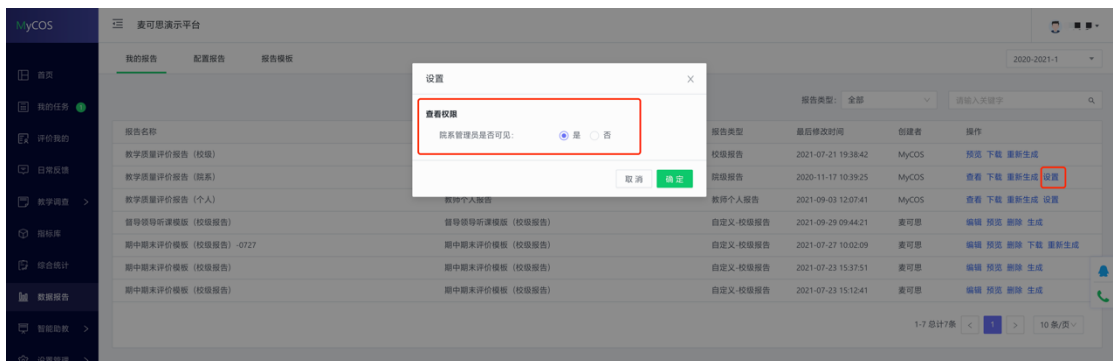 MyCOS
麦可思演示平台
首页
我的任务
评价我的
日常反馈
教学调查
指标库
综合统计
数据报告
智能助教
设置管理
我的报告 配置报告 报告模板
2020-2021-1
报告类型： 全部 请输入关键字
设置
查看权限
院系管理员是否可见： 是 否
取消 确定
报告名称 报告类型 最后修改时间 创建者 操作
教学质量评价报告（校级） 校级报告 2021-07-21 19:38:42 MyCOS 预览 下载 重新生成
教学质量评价报告（院系） 院级报告 2020-11-17 10:39:25 MyCOS 查看 下载 重新生成 设置
教学质量评价报告（个人） 教师个人报告 教师个人报告 2021-09-03 12:07:41 MyCOS 查看 下载 重新生成 设置
督导领导听课模版（校级报告） 督导领导听课模版（校级报告） 自定义-校级报告 2021-09-29 09:44:21 麦可思 编辑 预览 删除 生成
期中期末评价模板（校级报告）-0727 期中期末评价模板（校级报告） 自定义-校级报告 2021-07-27 10:02:09 麦可思 编辑 预览 删除 下载 重新生成
期中期末评价模板（校级报告） 期中期末评价模板（校级报告） 自定义-校级报告 2021-07-23 15:37:51 麦可思 编辑 预览 删除 生成
期中期末评价模板（校级报告） 期中期末评价模板（校级报告） 自定义-校级报告 2021-07-23 15:12:41 麦可思 编辑 预览 删除 生成
1-7 总计7条 < 1 > 10 条/页